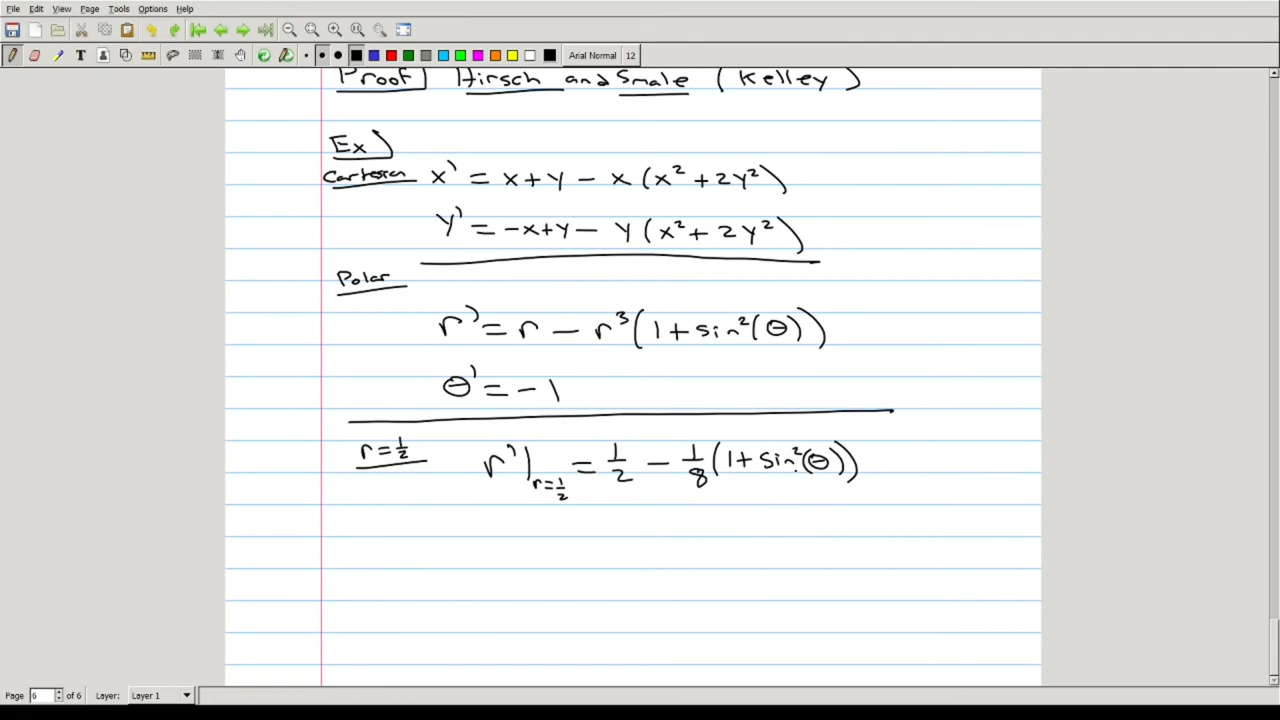 File Edit View Page Tools Options Help
Arial Normal 12
Proof) Hirsch and Smale (Kelley)
Ex)
Cartesian x' = x+y - x(x²+2y²)
y' = -x+y- y(x²+2y²)
Polar
r' = r - r³(1+sin²(θ))
θ' = -1
r=1/2 r'|r=1/2 = 1/2 - 1/8(1+sin²(θ))
Page 6 of 6 Layer: Layer 1